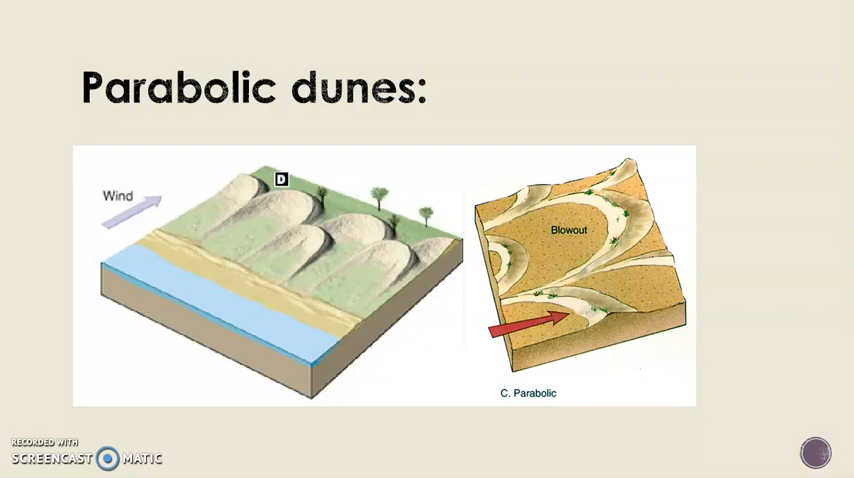 Parabolic dunes:
D
Wind
Blowout
C. Parabolic
RECORDED WITH
SCREENCAST MATIC